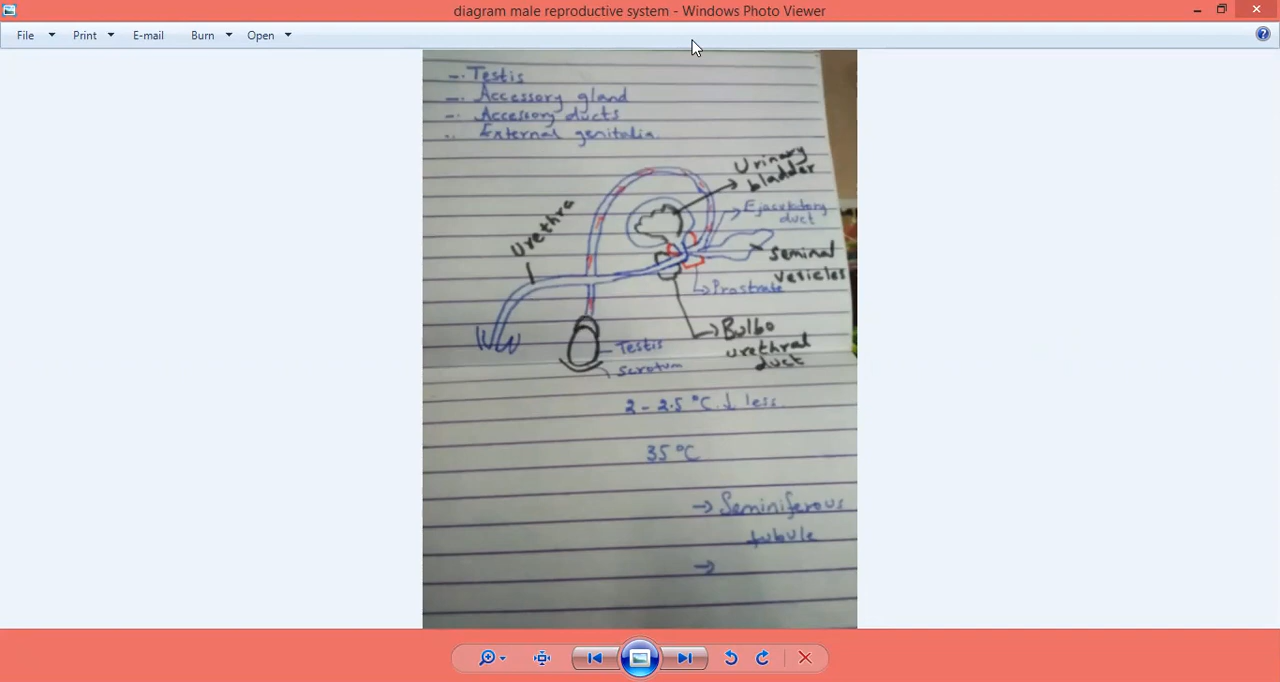 diagram male reproductive system - Windows Photo Viewer
File Print E-mail Burn Open
-. Testis
-. Accessory gland
-. Accessory ducts
-. External genitalia.
Urinary
bladder
Ejaculatory
duct
Urethra
Seminal
vesicles
Prostrate
Bulbo
urethral
duct
Testis
Scrotum
2 - 2.5 °C ↓ less.
35 °C
→ Seminiferous
tubule
→